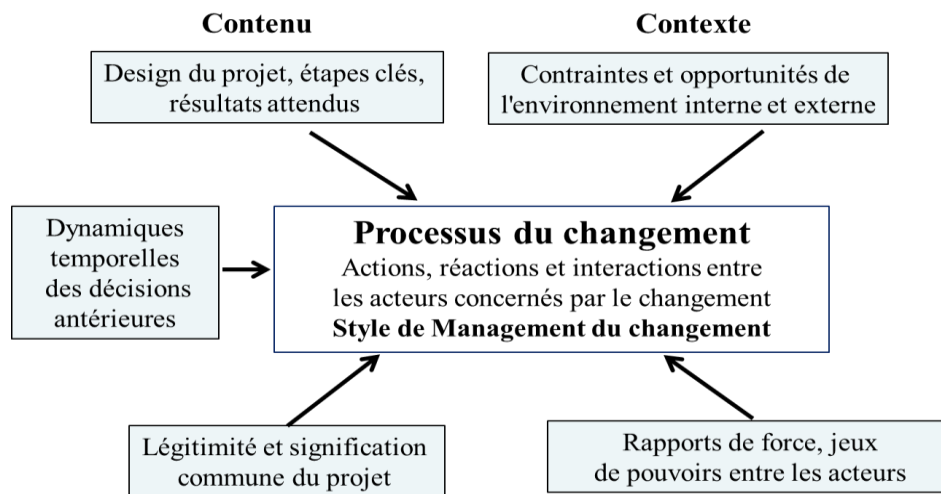 Contenu
Contexte
Design du projet, étapes clés,
résultats attendus
Contraintes et opportunités de
l'environnement interne et externe
Dynamiques
temporelles
des décisions
antérieures
Processus du changement
Actions, réactions et interactions entre
les acteurs concernés par le changement
Style de Management du changement
Légitimité et signification
commune du projet
Rapports de force, jeux
de pouvoirs entre les acteurs